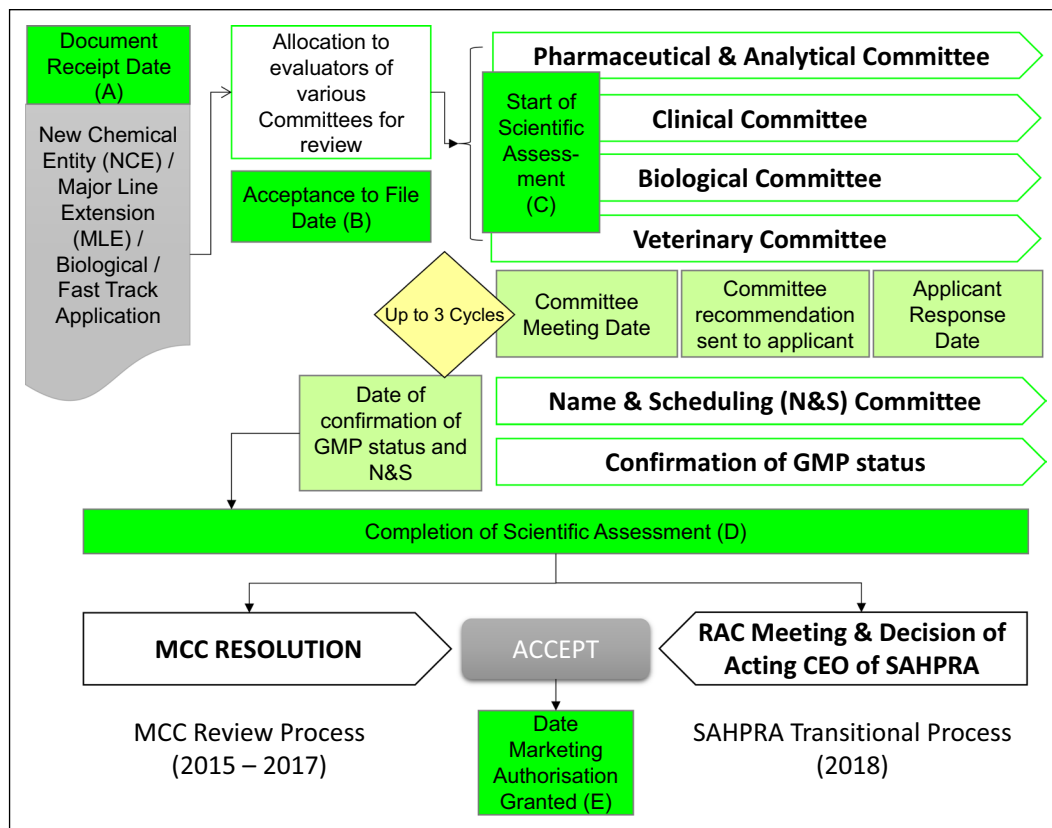 Document
Receipt Date
(A)
New Chemical
Entity (NCE) /
Major Line
Extension
(MLE) /
Biological /
Fast Track
Application
Allocation to
evaluators of
various
Committees for
review
Acceptance to File
Date (B)
Start of
Scientific
Assess-
ment
(C)
Pharmaceutical & Analytical Committee
Clinical Committee
Biological Committee
Veterinary Committee
Up to 3 Cycles
Committee
Meeting Date
Committee
recommendation
sent to applicant
Applicant
Response
Date
Date of
confirmation of
GMP status and
N&S
Name & Scheduling (N&S) Committee
Confirmation of GMP status
Completion of Scientific Assessment (D)
MCC RESOLUTION
ACCEPT
RAC Meeting & Decision of
Acting CEO of SAHPRA
MCC Review Process
(2015 – 2017)
Date
Marketing
Authorisation
Granted (E)
SAHPRA Transitional Process
(2018)